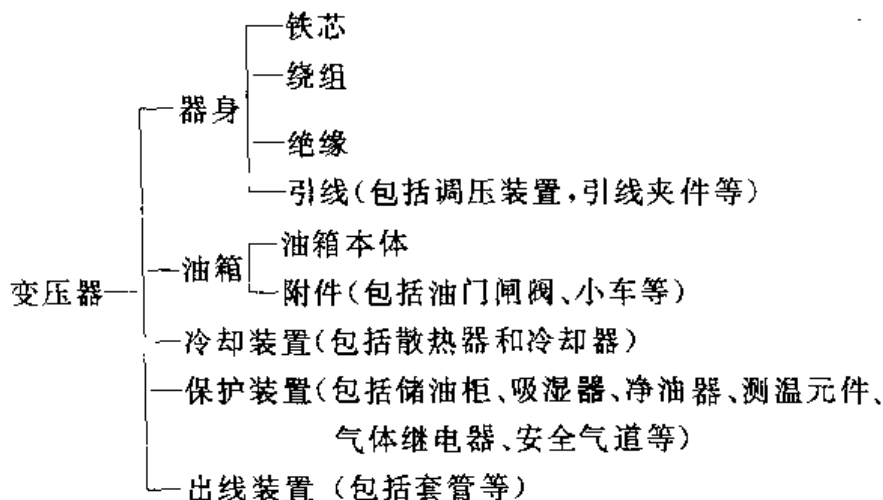 铁芯
绕组
器身
绝缘
引线(包括调压装置,引线夹件等)
油箱本体
油箱
变压器
附件(包括油门闸阀、小车等)
冷却装置(包括散热器和冷却器)
保护装置(包括储油柜、吸湿器、净油器、测温元件、
气体继电器、安全气道等)
出线装置(包括套管等)